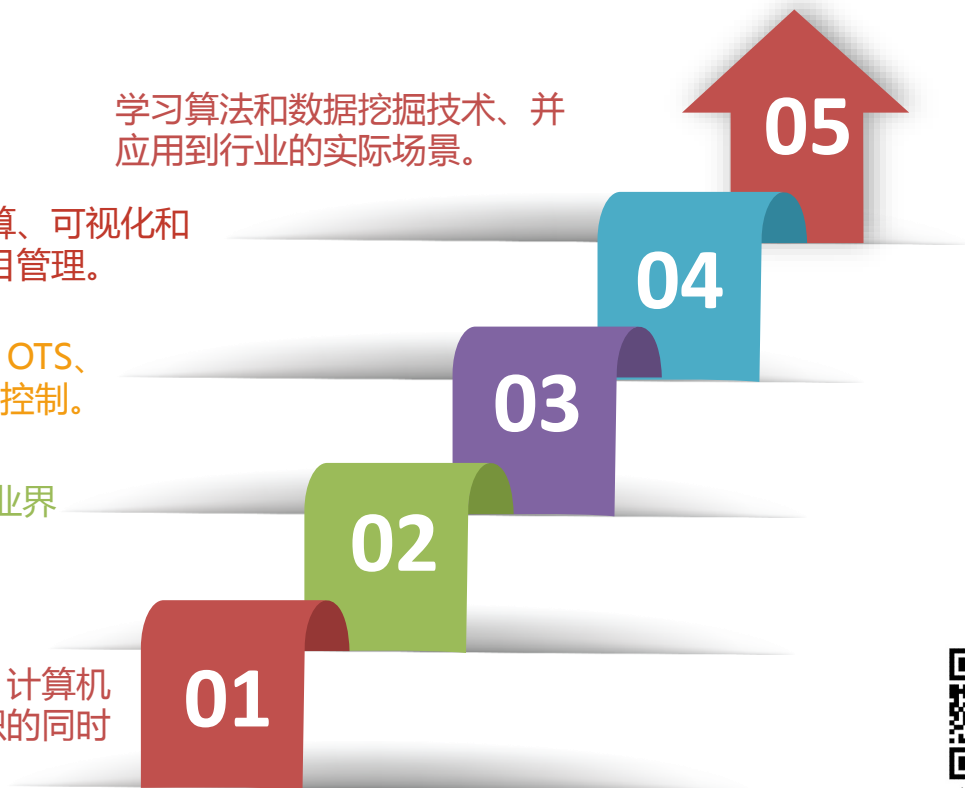 学习算法和数据挖掘技术、并
应用到行业的实际场景。
05
算、可视化和
目管理。
04
OTS、
控制。
03
业界
02
计算机
识的同时
01